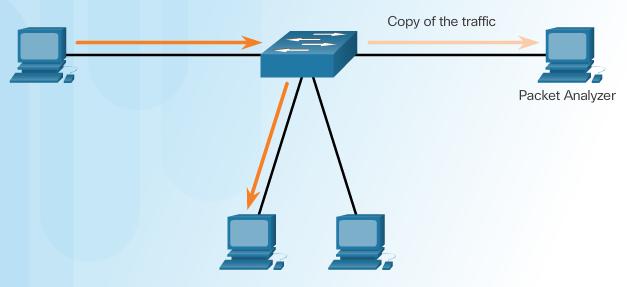 Copy of the traffic
Packet Analyzer